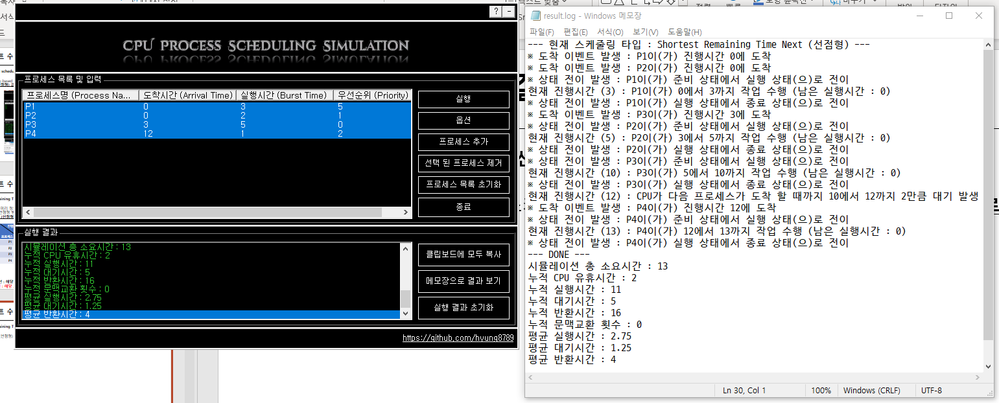 ? -
CPU PROCESS SCHEDULING SIMULATION
프로세스 목록 및 입력
프로세스명 (Process Na... 도착시간 (Arrival Time) 실행시간 (Burst Time) 우선순위 (Priority)
P1 0 3 5
P2 0 2 1
P3 3 5 0
P4 12 1 2
실행
옵션
프로세스 추가
선택 된 프로세스 제거
프로세스 목록 초기화
종료
실행 결과
시뮬레이션 총 소요시간 : 13
누적 CPU 유휴시간 : 2
누적 실행시간 : 11
누적 대기시간 : 5
누적 반환시간 : 16
누적 문맥교환 횟수 : 0
평균 실행시간 : 2.75
평균 대기시간 : 1.25
평균 반환시간 : 4
클립보드에 모두 복사
메모장으로 결과 보기
실행 결과 초기화
https://github.com/hyung8789
result.log - Windows 메모장
파일(F) 편집(E) 서식(O) 보기(V) 도움말(H)
--- 현재 스케줄링 타입 : Shortest Remaining Time Next (선점형) ---
※ 도착 이벤트 발생 : P1이(가) 진행시간 0에 도착
※ 도착 이벤트 발생 : P2이(가) 진행시간 0에 도착
※ 상태 전이 발생 : P1이(가) 준비 상태에서 실행 상태(으)로 전이
현재 진행시간 (3) : P1이(가) 0에서 3까지 작업 수행 (남은 실행시간 : 0)
※ 상태 전이 발생 : P1이(가) 실행 상태에서 종료 상태(으)로 전이
※ 도착 이벤트 발생 : P3이(가) 진행시간 3에 도착
※ 상태 전이 발생 : P2이(가) 준비 상태에서 실행 상태(으)로 전이
현재 진행시간 (5) : P2이(가) 3에서 5까지 작업 수행 (남은 실행시간 : 0)
※ 상태 전이 발생 : P2이(가) 실행 상태에서 종료 상태(으)로 전이
※ 상태 전이 발생 : P3이(가) 준비 상태에서 실행 상태(으)로 전이
현재 진행시간 (10) : P3이(가) 5에서 10까지 작업 수행 (남은 실행시간 : 0)
※ 상태 전이 발생 : P3이(가) 실행 상태에서 종료 상태(으)로 전이
현재 진행시간 (12) : CPU가 다음 프로세스가 도착 할 때까지 10에서 12까지 2만큼 대기 발생
※ 도착 이벤트 발생 : P4이(가) 진행시간 12에 도착
※ 상태 전이 발생 : P4이(가) 준비 상태에서 실행 상태(으)로 전이
현재 진행시간 (13) : P4이(가) 12에서 13까지 작업 수행 (남은 실행시간 : 0)
※ 상태 전이 발생 : P4이(가) 실행 상태에서 종료 상태(으)로 전이
--- DONE ---
시뮬레이션 총 소요시간 : 13
누적 CPU 유휴시간 : 2
누적 실행시간 : 11
누적 대기시간 : 5
누적 반환시간 : 16
누적 문맥교환 횟수 : 0
평균 실행시간 : 2.75
평균 대기시간 : 1.25
평균 반환시간 : 4
Ln 30, Col 1 100% Windows (CRLF) UTF-8